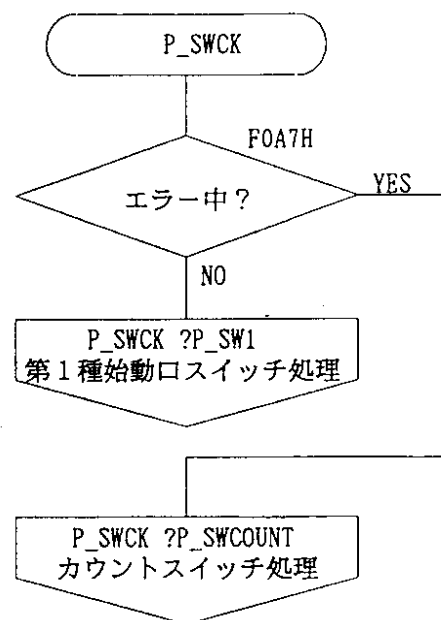 P_SWCK
F0A7H
エラー中？
YES
NO
P_SWCK ?P_SW1
第１種始動口スイッチ処理
P_SWCK ?P_SWCOUNT
カウントスイッチ処理